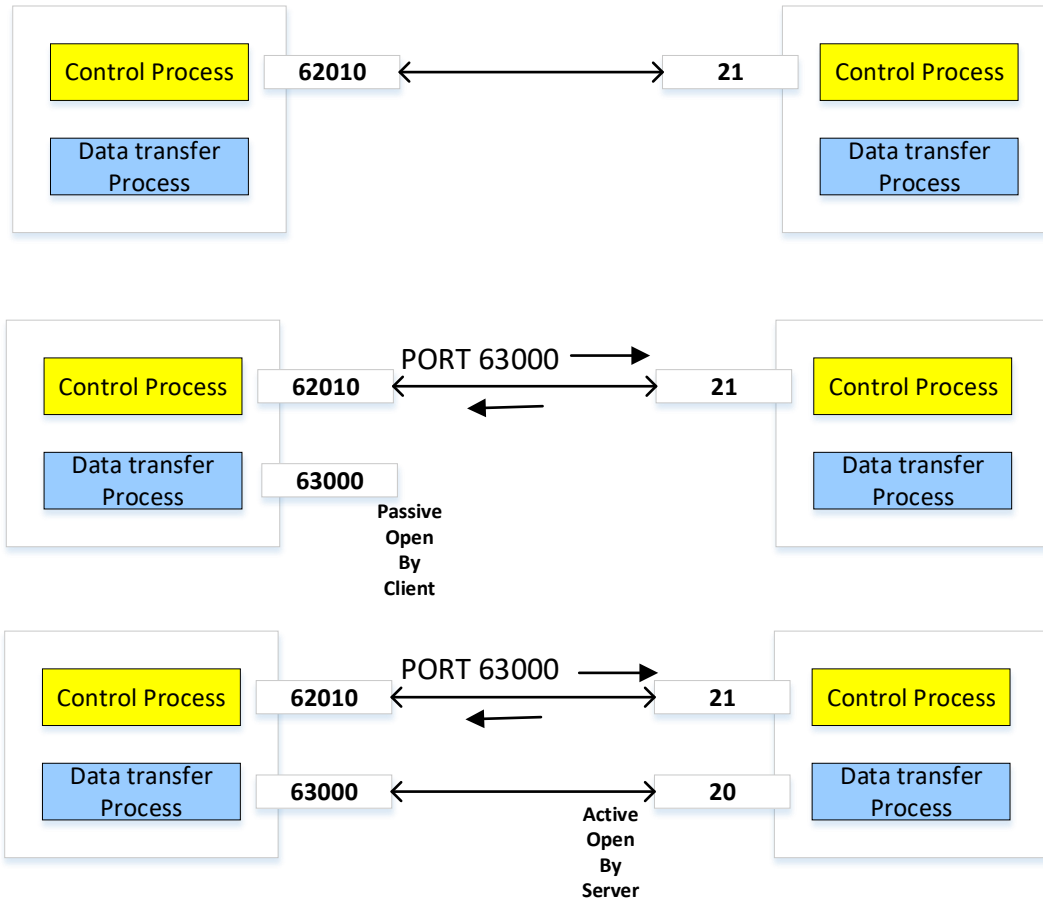 Control Process
62010
21
Control Process
Data transfer
Process
Data transfer
Process
PORT 63000
Control Process
62010
21
Control Process
Data transfer
Process
63000
Data transfer
Process
Passive
Open
By
Client
PORT 63000
Control Process
62010
21
Control Process
Data transfer
Process
63000
20
Data transfer
Process
Active
Open
By
Server